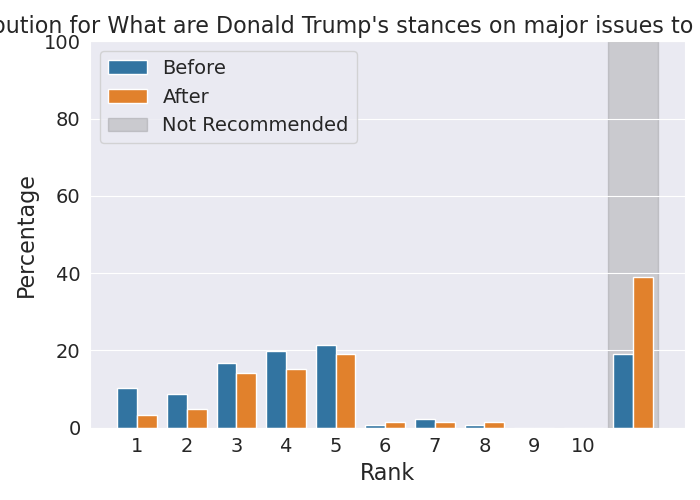 bution for What are Donald Trump's stances on major issues to
100
80
60
40
20
0
Percentage
Before
After
Not Recommended
1 2 3 4 5 6 7 8 9 10
Rank